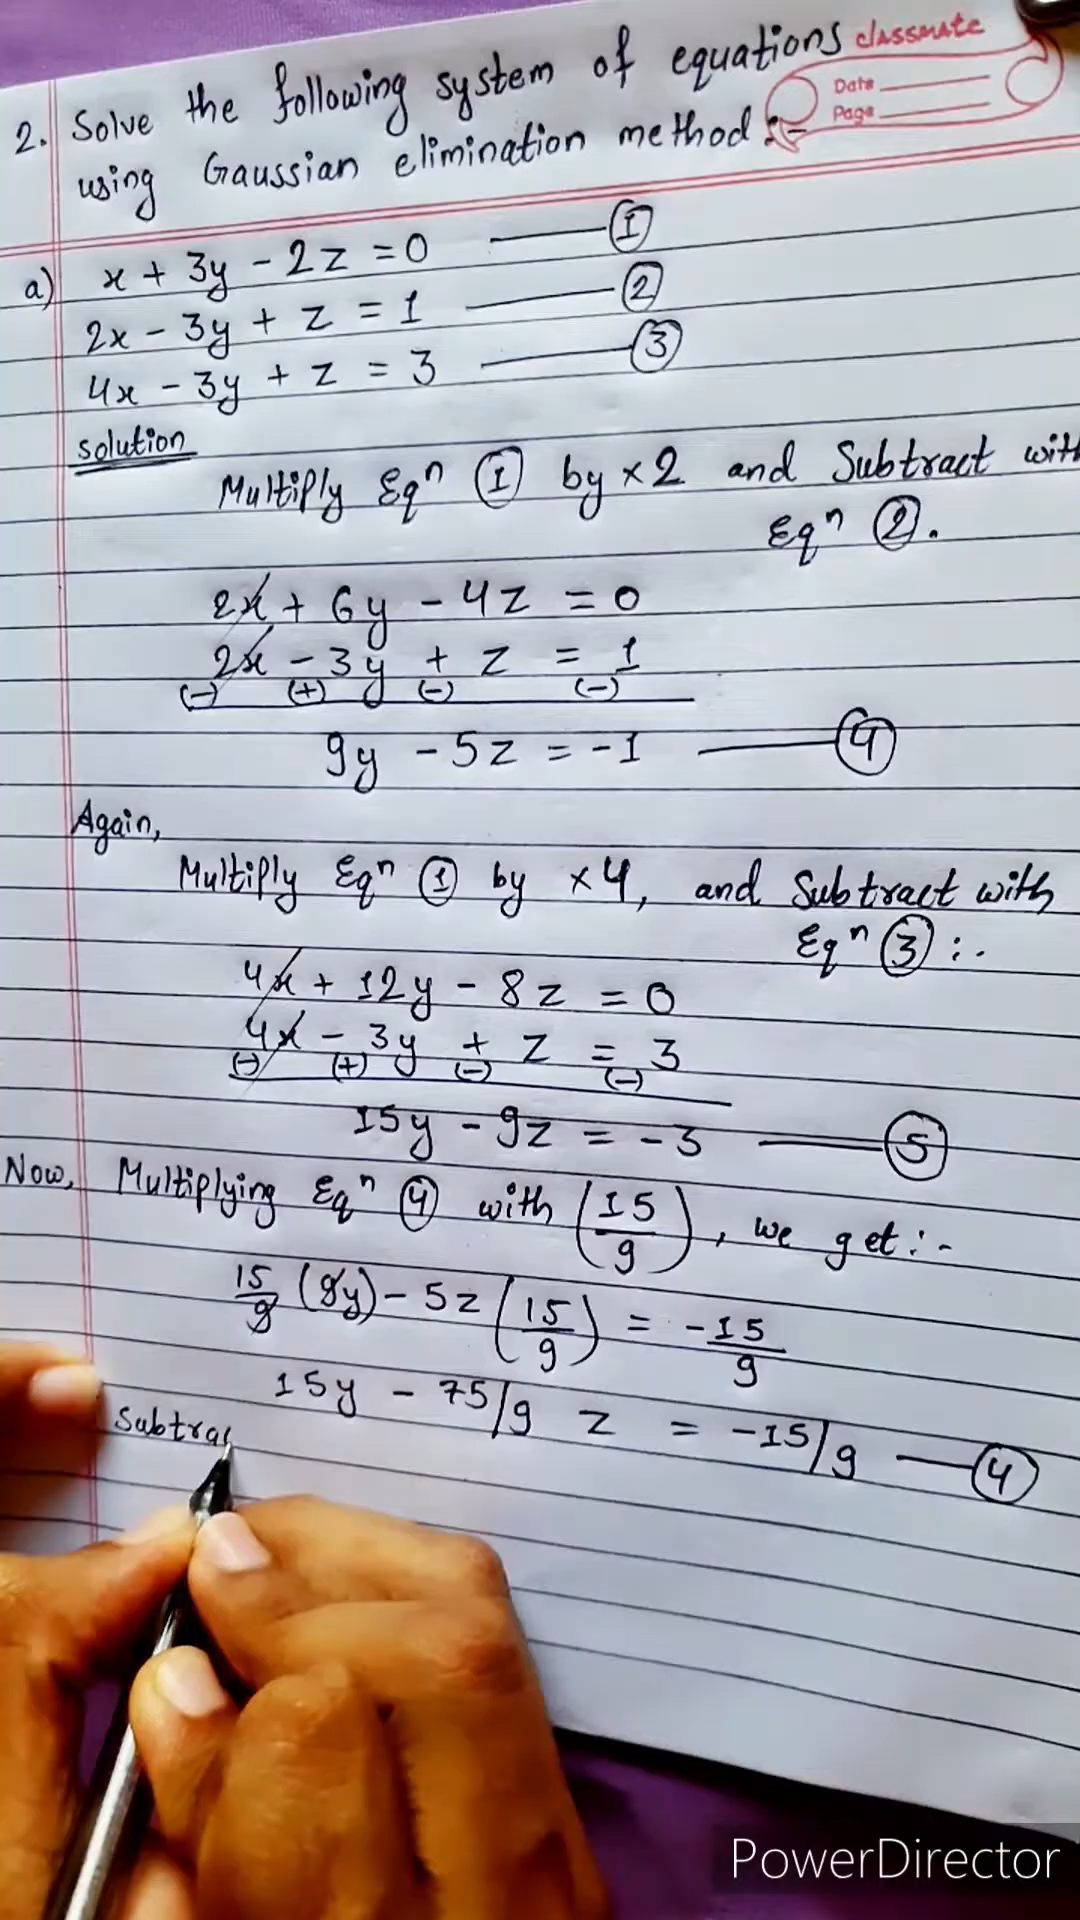 classmate
Date
Page
2. Solve the following system of equations
using Gaussian elimination method :-
a) x + 3y - 2z = 0 —— ①
2x - 3y + z = 1 —— ②
4x - 3y + z = 3 —— ③
solution
Multiply Eqⁿ ① by ×2 and Subtract with
Eqⁿ ②.
2x + 6y - 4z = 0
2x - 3y + z = 1
(-) (+) (-) (-)
9y - 5z = -1 —— ④
Again,
Multiply Eqⁿ ① by ×4, and Subtract with
Eqⁿ ③ :.
4x + 12y - 8z = 0
4x - 3y + z = 3
(-) (+) (-) (-)
15y - 9z = -3 —— ⑤
Now, Multiplying Eqⁿ ④ with (15/9), we get :-
15/9 (9y) - 5z (15/9) = -15/9
15y - 75/9 z = -15/9 —— ④
Subtrac
PowerDirector